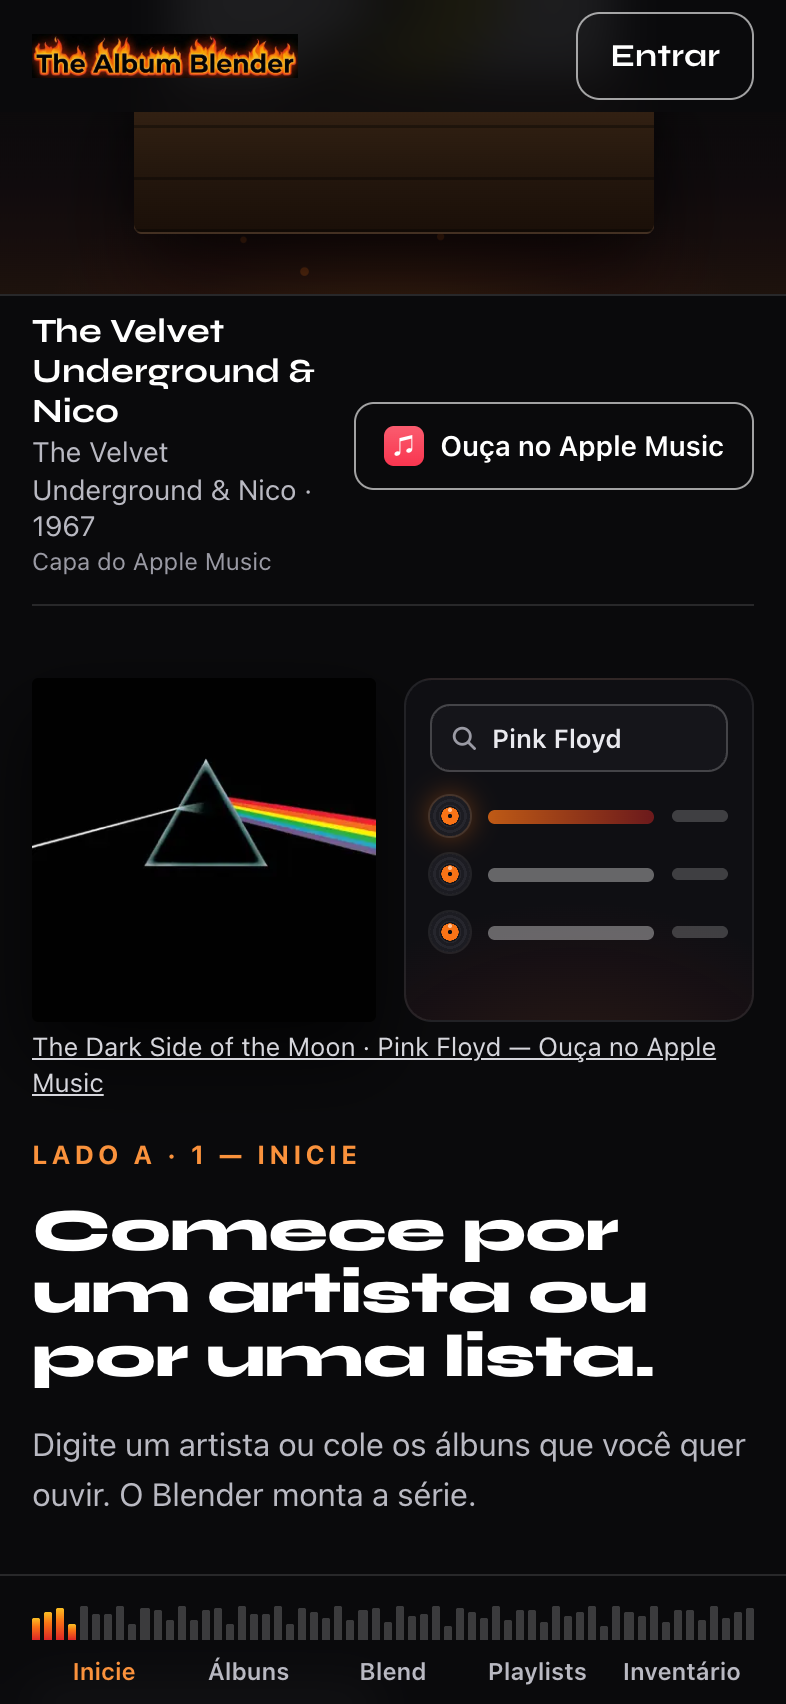 The Album Blender
Entrar
The Velvet
Underground &
Nico
The Velvet
Underground & Nico ·
1967
Capa do Apple Music
Ouça no Apple Music
Pink Floyd
The Dark Side of the Moon · Pink Floyd — Ouça no Apple
Music
LADO A · 1 — INICIE
Comece por
um artista ou
por uma lista.
Digite um artista ou cole os álbuns que você quer
ouvir. O Blender monta a série.
Inicie
Álbuns
Blend
Playlists
Inventário